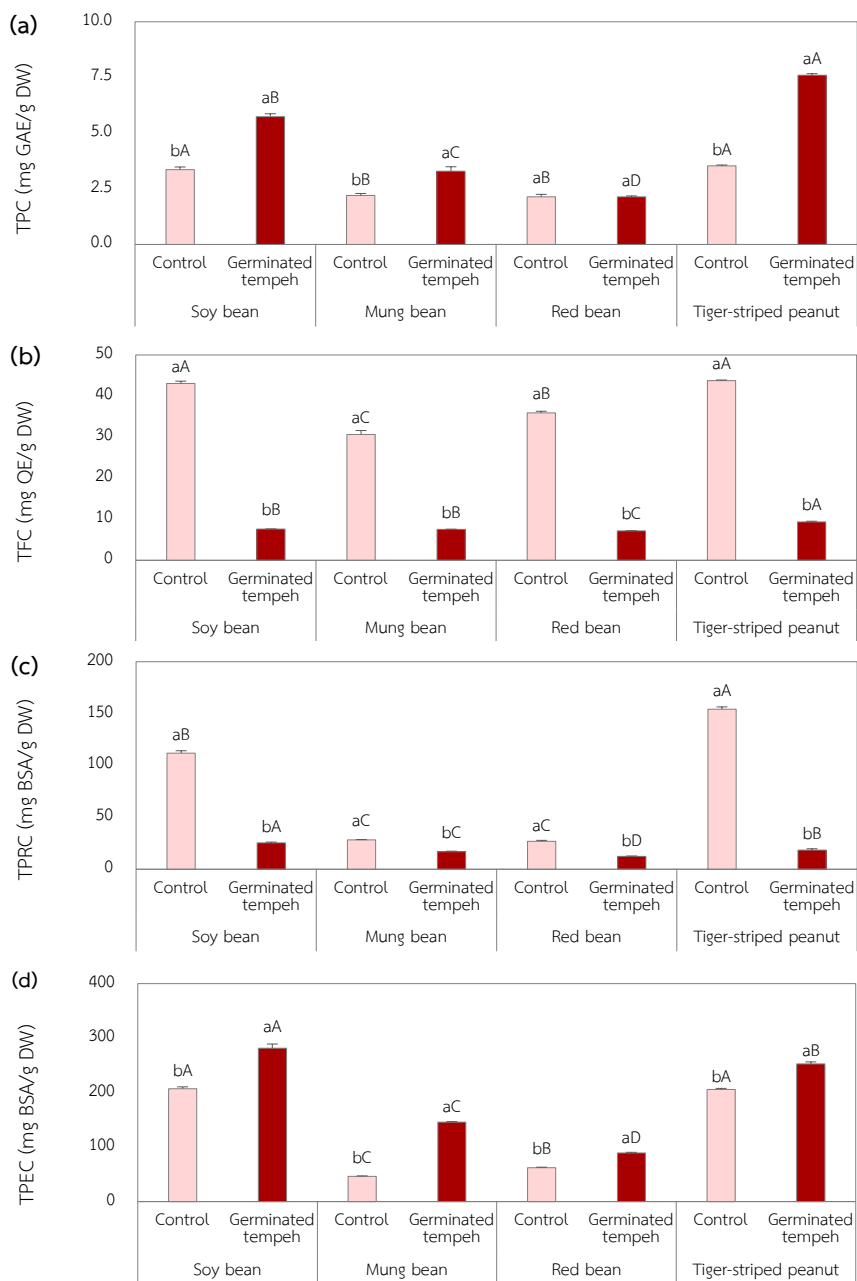 (a)
TPC (mg GAE/g DW)
10.0
7.5
5.0
2.5
0.0
bA
aB
bB
aC
aB
aD
bA
aA
Control Germinated tempeh Control Germinated tempeh Control Germinated tempeh Control Germinated tempeh
Soy bean Mung bean Red bean Tiger-striped peanut
(b)
TFC (mg QE/g DW)
50
40
30
20
10
0
aA
bB
aC
bB
aB
bC
aA
bA
Control Germinated tempeh Control Germinated tempeh Control Germinated tempeh Control Germinated tempeh
Soy bean Mung bean Red bean Tiger-striped peanut
(c)
TPRC (mg BSA/g DW)
200
150
100
50
0
aB
bA
aC
bC
aC
bD
aA
bB
Control Germinated tempeh Control Germinated tempeh Control Germinated tempeh Control Germinated tempeh
Soy bean Mung bean Red bean Tiger-striped peanut
(d)
TPEC (mg BSA/g DW)
400
300
200
100
0
bA
aA
bC
aC
bB
aD
bA
aB
Control Germinated tempeh Control Germinated tempeh Control Germinated tempeh Control Germinated tempeh
Soy bean Mung bean Red bean Tiger-striped peanut